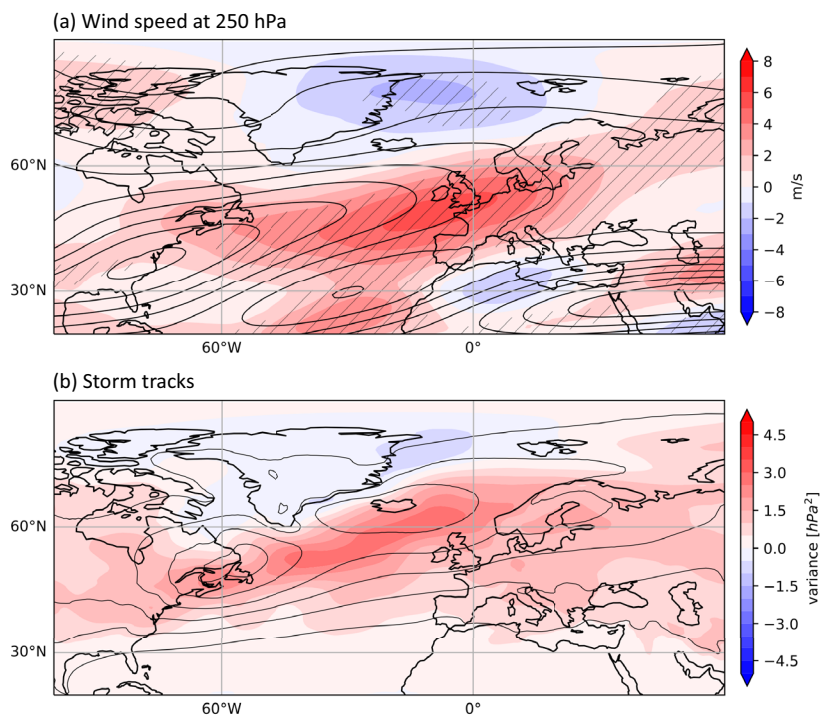 (a) Wind speed at 250 hPa
60°N
30°N
60°W
0°
8
6
4
2
0
−2
−4
−6
−8
m/s
(b) Storm tracks
60°N
30°N
60°W
0°
4.5
3.0
1.5
0.0
−1.5
−3.0
−4.5
variance [hPa²]